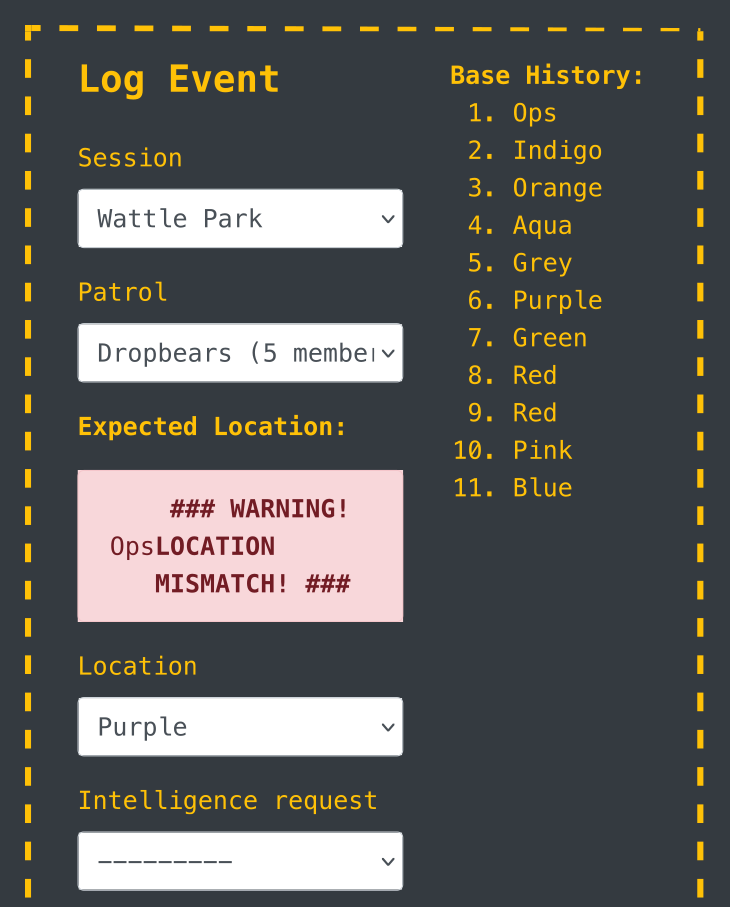 Log Event
Session
Wattle Park
Patrol
Dropbears (5 member
Expected Location:
### WARNING!
OpsLOCATION
MISMATCH! ###
Location
Purple
Intelligence request
---------
Base History:
1. Ops
2. Indigo
3. Orange
4. Aqua
5. Grey
6. Purple
7. Green
8. Red
9. Red
10. Pink
11. Blue